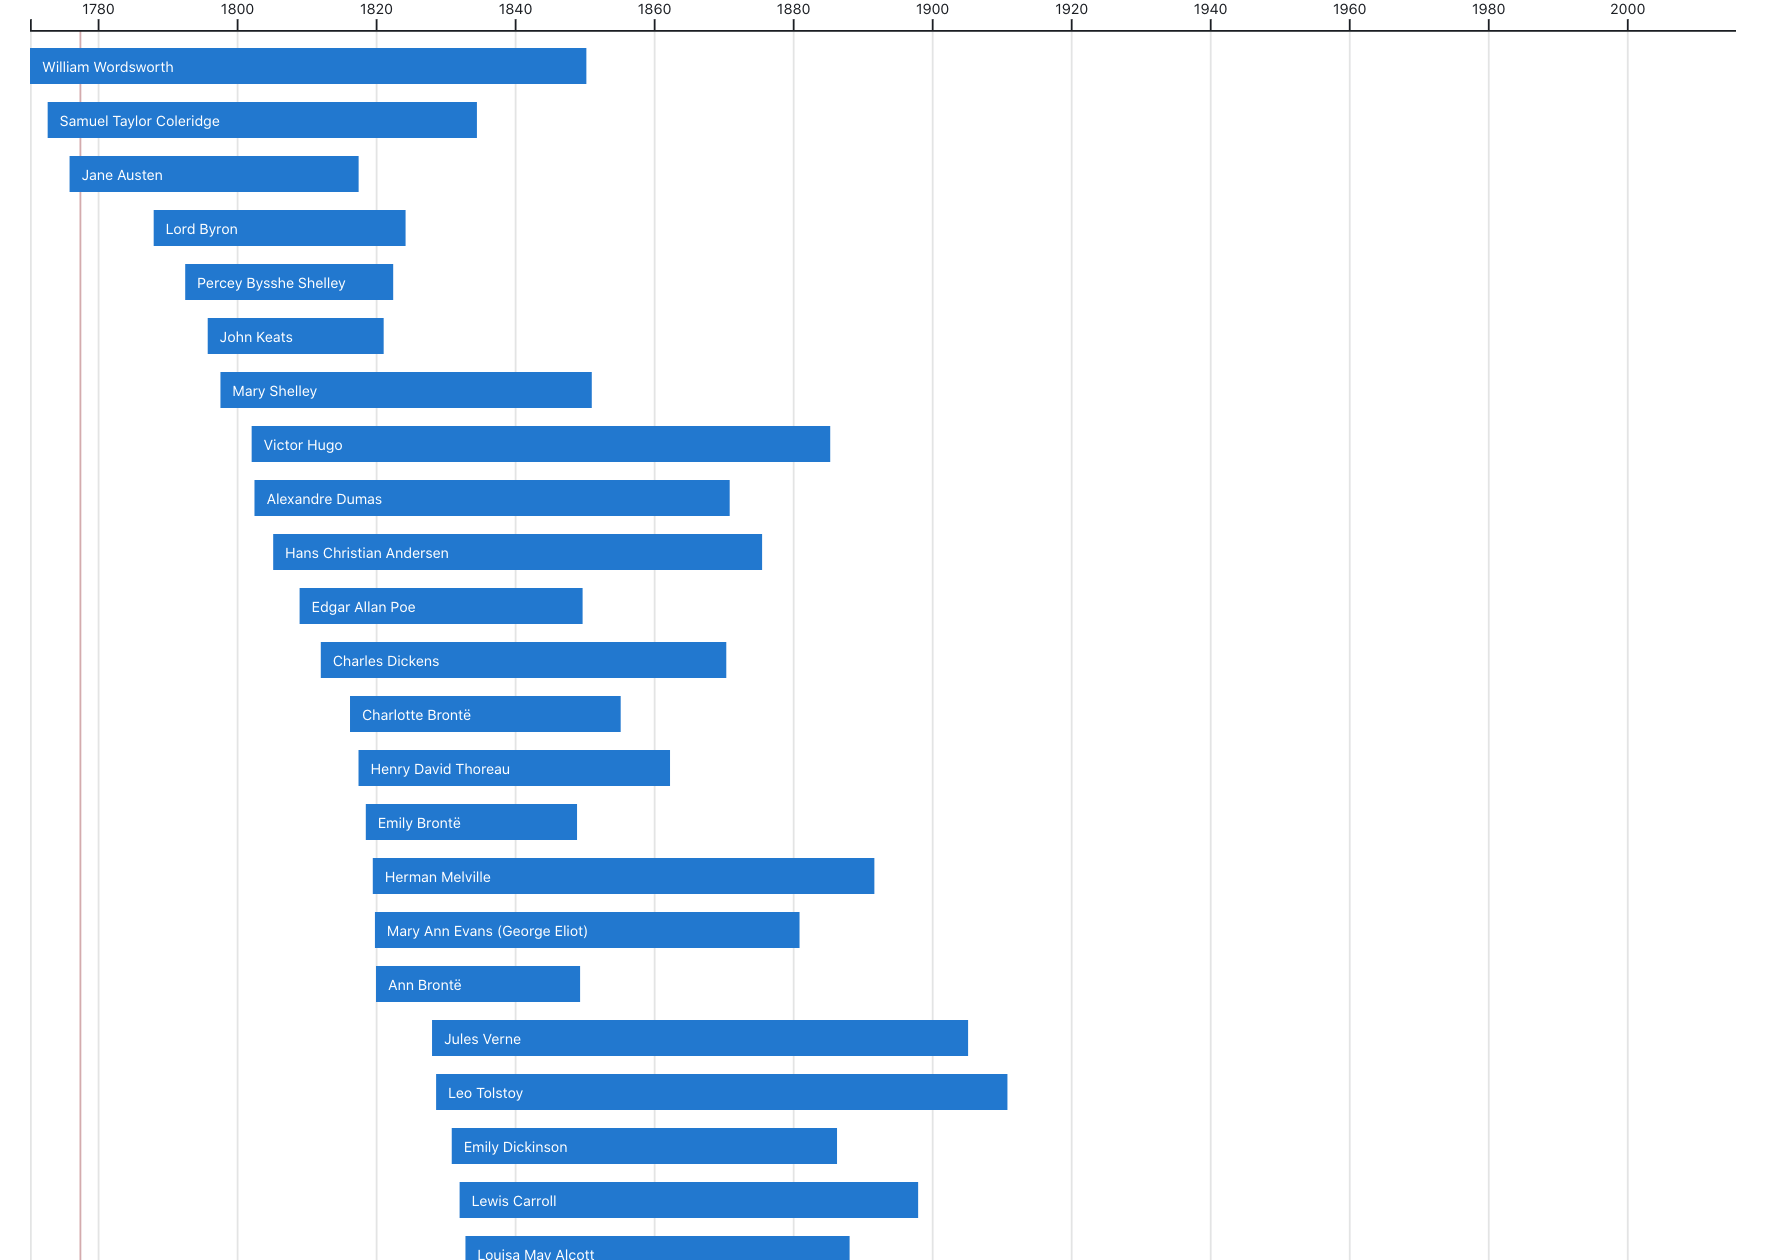 1780 1800 1820 1840 1860 1880 1900 1920 1940 1960 1980 2000
William Wordsworth
Samuel Taylor Coleridge
Jane Austen
Lord Byron
Percey Bysshe Shelley
John Keats
Mary Shelley
Victor Hugo
Alexandre Dumas
Hans Christian Andersen
Edgar Allan Poe
Charles Dickens
Charlotte Brontë
Henry David Thoreau
Emily Brontë
Herman Melville
Mary Ann Evans (George Eliot)
Ann Brontë
Jules Verne
Leo Tolstoy
Emily Dickinson
Lewis Carroll
Louisa May Alcott